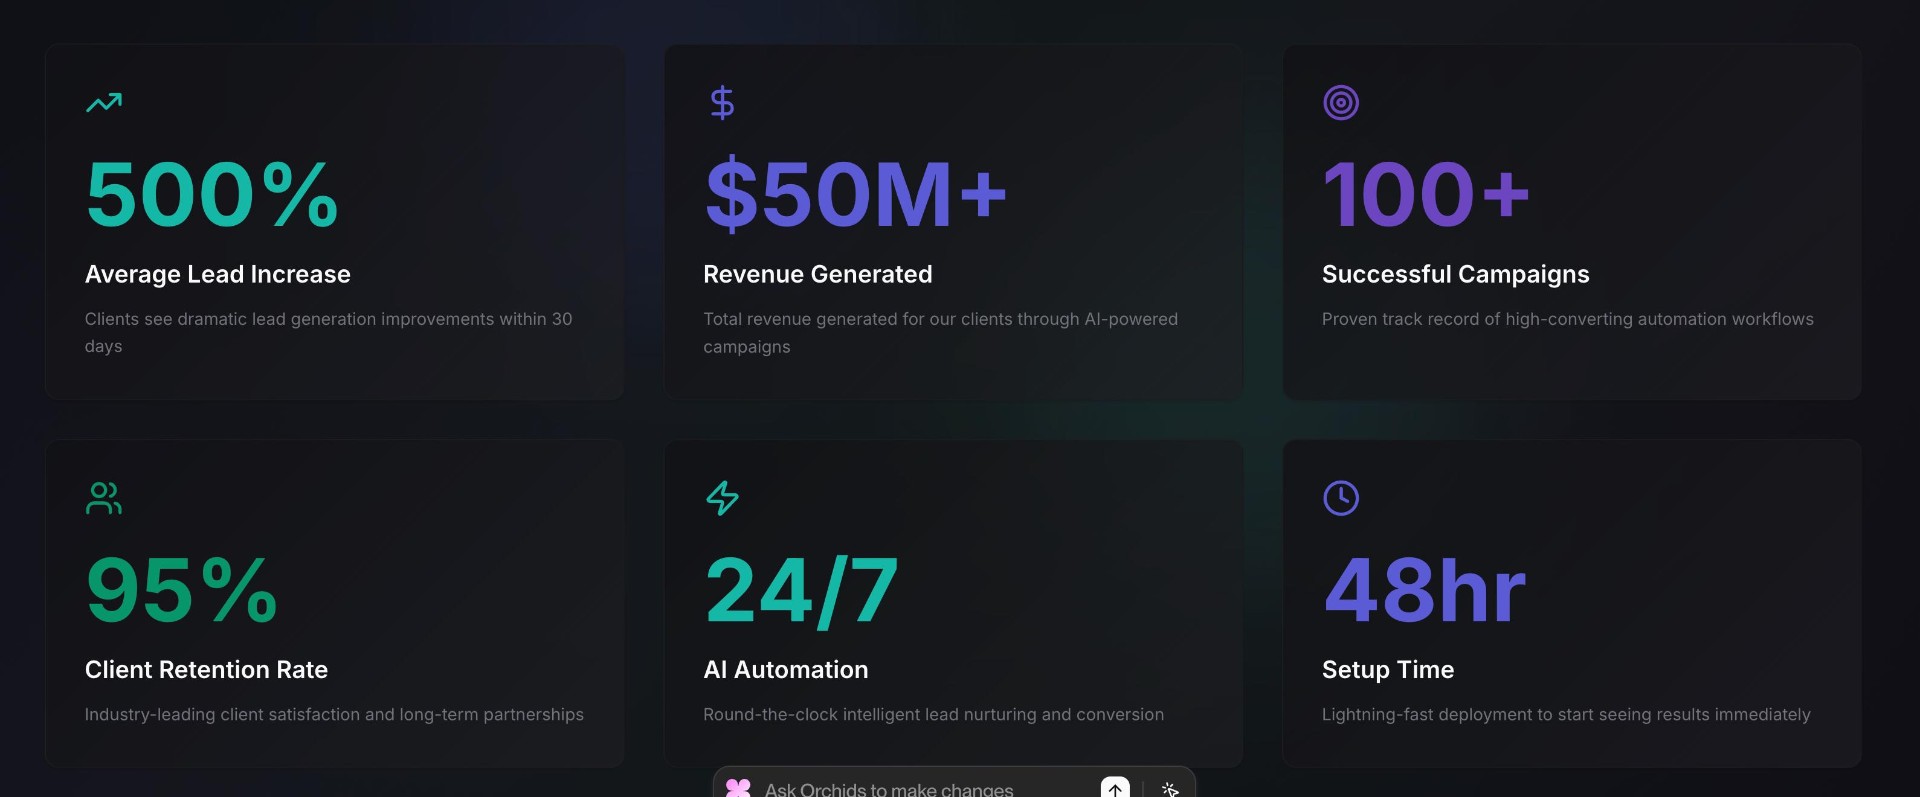 500%
Average Lead Increase
Clients see dramatic lead generation improvements within 30
days
$50M+
Revenue Generated
Total revenue generated for our clients through AI-powered
campaigns
100+
Successful Campaigns
Proven track record of high-converting automation workflows
95%
Client Retention Rate
Industry-leading client satisfaction and long-term partnerships
24/7
AI Automation
Round-the-clock intelligent lead nurturing and conversion
48hr
Setup Time
Lightning-fast deployment to start seeing results immediately
Ask Orchids to make changes